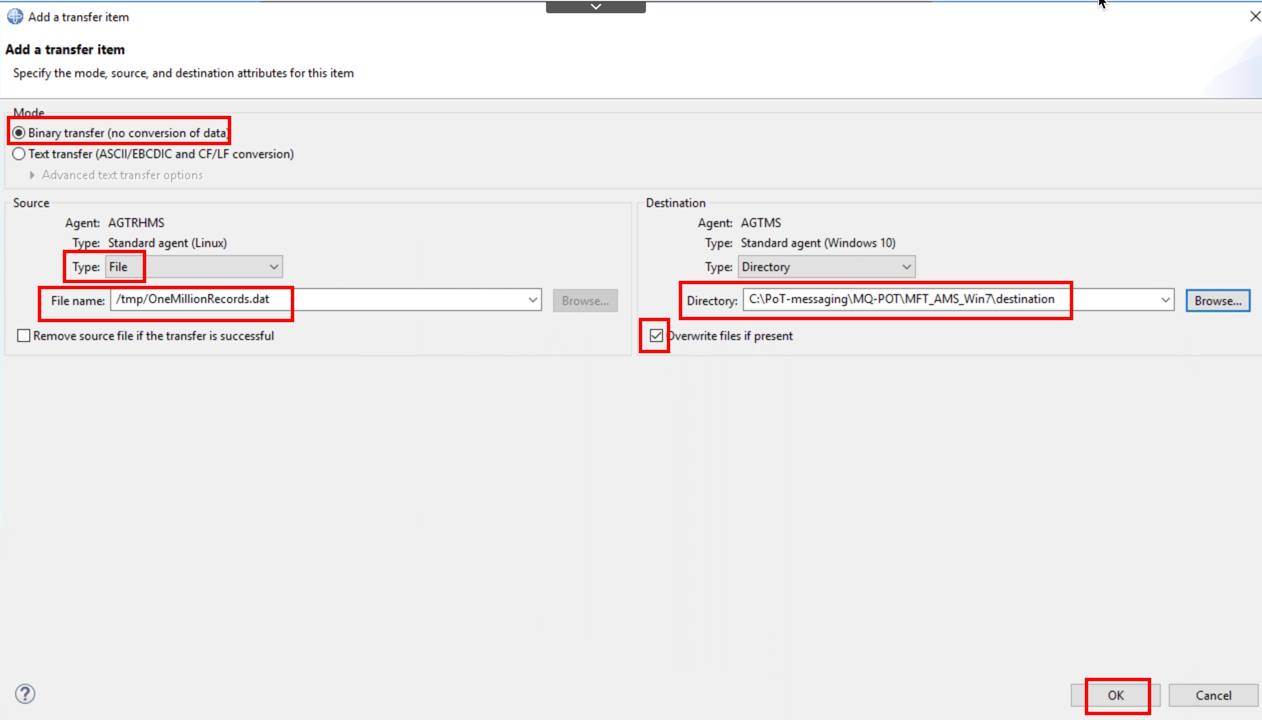 Add a transfer item
Add a transfer item
Specify the mode, source, and destination attributes for this item
Mode
Binary transfer (no conversion of data)
Text transfer (ASCII/EBCDIC and CF/LF conversion)
Advanced text transfer options
Source
Agent: AGTRHMS
Type: Standard agent (Linux)
Type: File
File name: /tmp/OneMillionRecords.dat Browse...
Remove source file if the transfer is successful
Destination
Agent: AGTMS
Type: Standard agent (Windows 10)
Type: Directory
Directory: C:\PoT-messaging\MQ-POT\MFT_AMS_Win7\destination Browse...
Overwrite files if present
?
OK Cancel